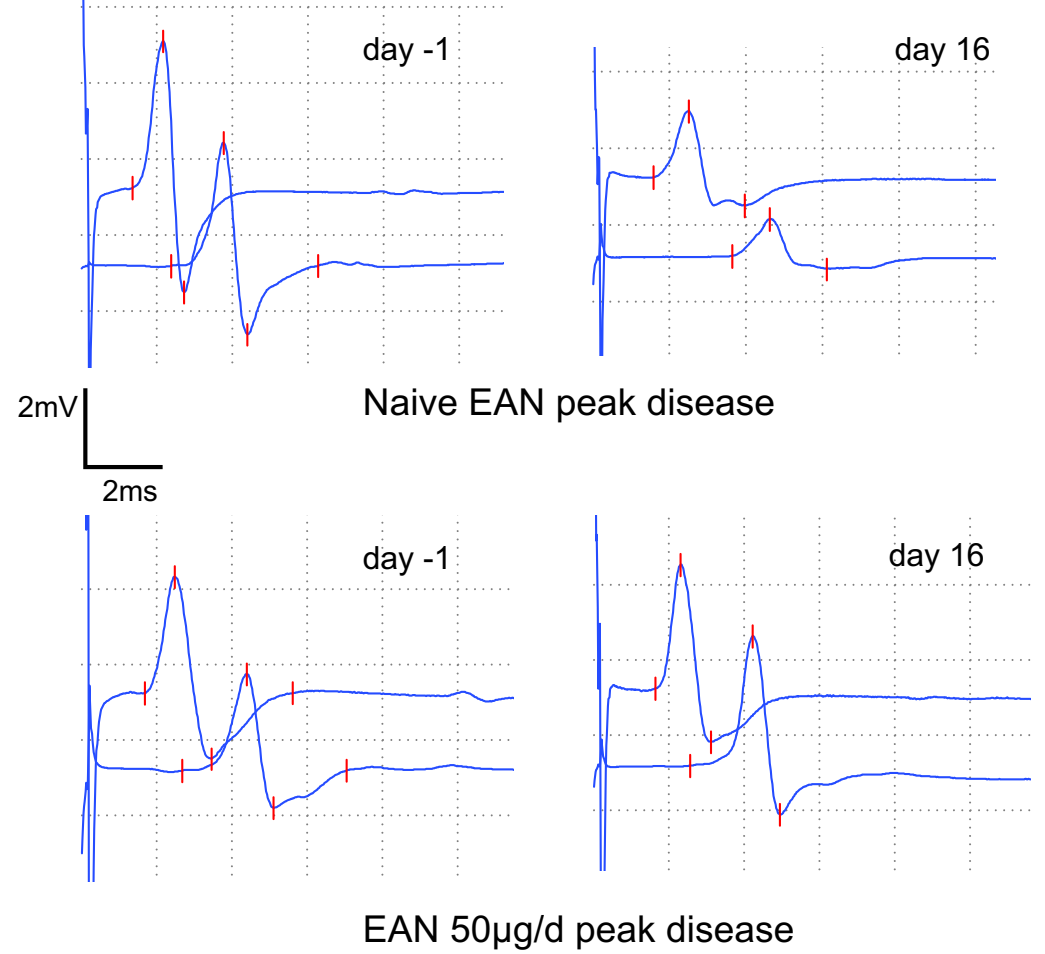 day -1
day 16
Naive EAN peak disease
2mV
2ms
day -1
day 16
EAN 50µg/d peak disease